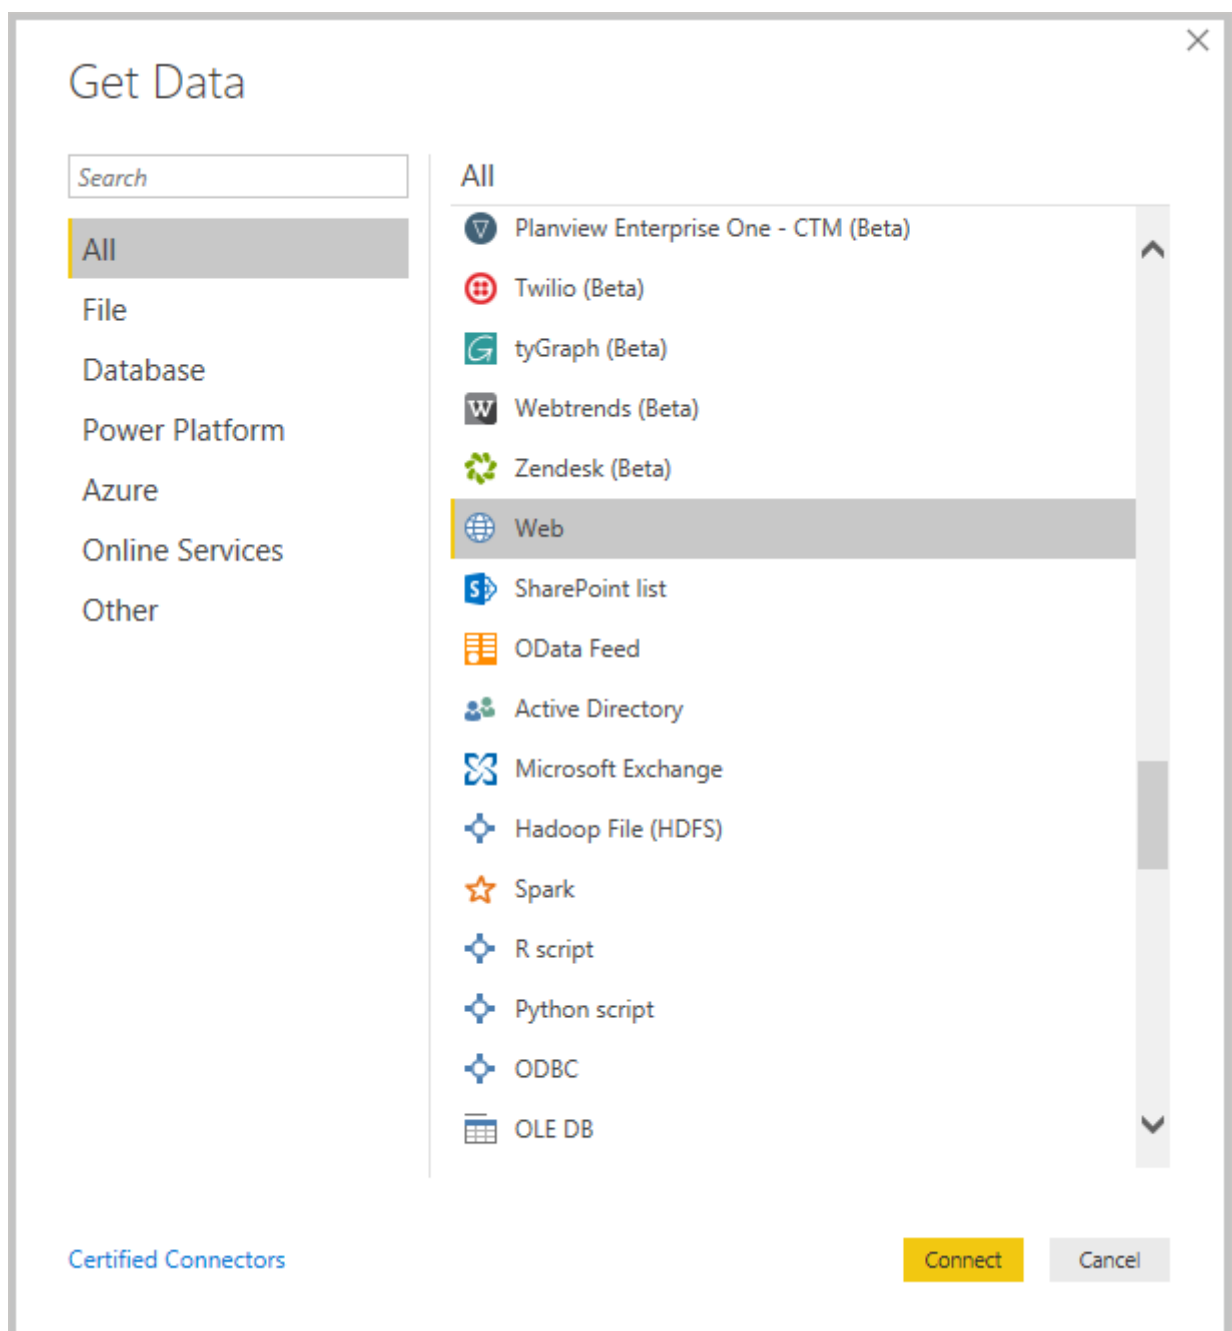 Get Data
Search
All
File
Database
Power Platform
Azure
Online Services
Other
All
Planview Enterprise One - CTM (Beta)
Twilio (Beta)
tyGraph (Beta)
Webtrends (Beta)
Zendesk (Beta)
Web
SharePoint list
OData Feed
Active Directory
Microsoft Exchange
Hadoop File (HDFS)
Spark
R script
Python script
ODBC
OLE DB
Certified Connectors
Connect
Cancel